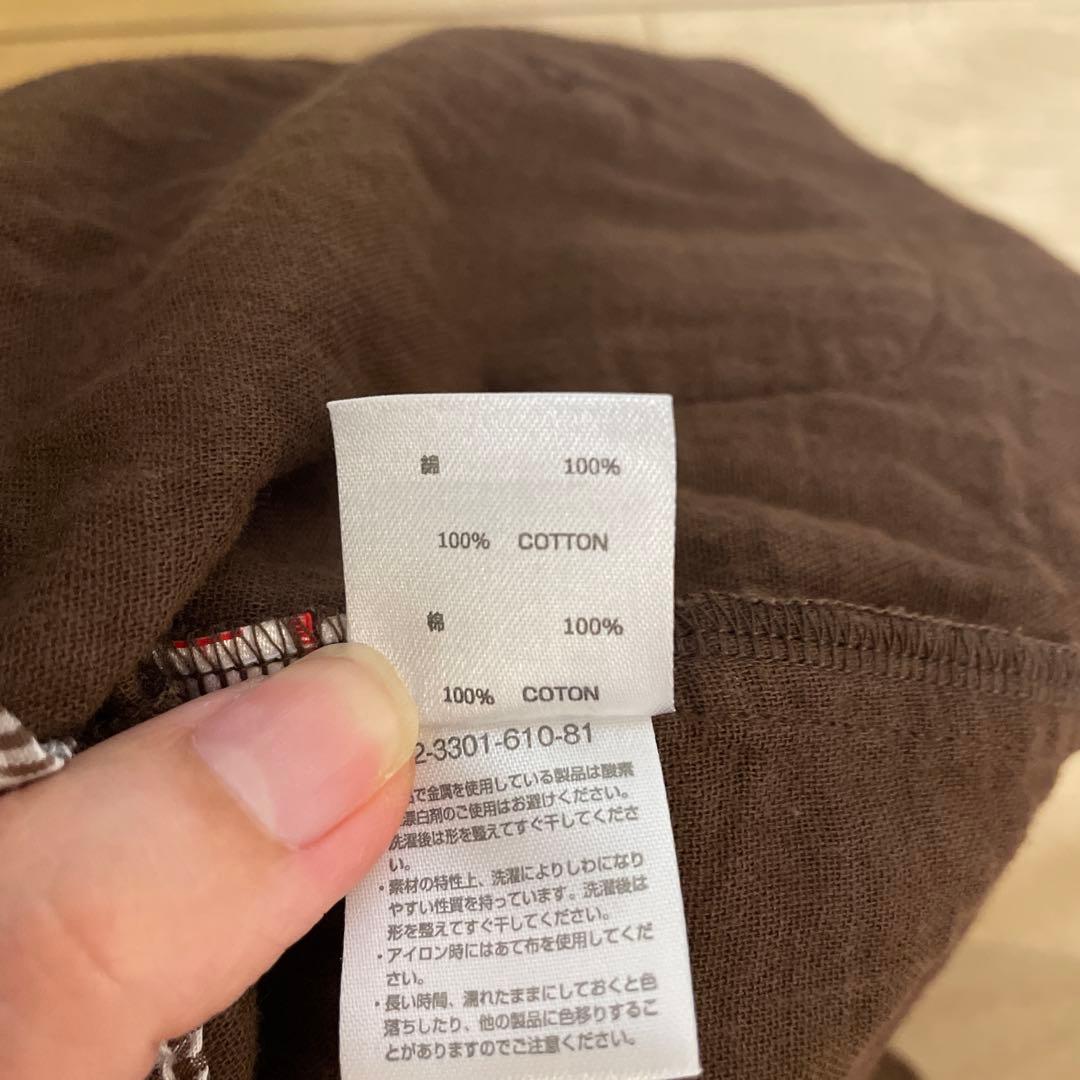 綿 100%
100% COTTON
綿 100%
100% COTON
2-3301-610-81
で金属を使用している製品は酸素
漂白剤のご使用はお避けください。
洗濯後は形を整えてすぐ干してくださ
い。
・素材の特性上、洗濯によりしわになり
やすい性質を持っています。洗濯後は
形を整えてすぐ干してください。
・アイロン時にはあて布を使用してくだ
さい。
・長い時間、濡れたままにしておくと色
落ちしたり、他の製品に色移りするこ
とがありますのでご注意ください。